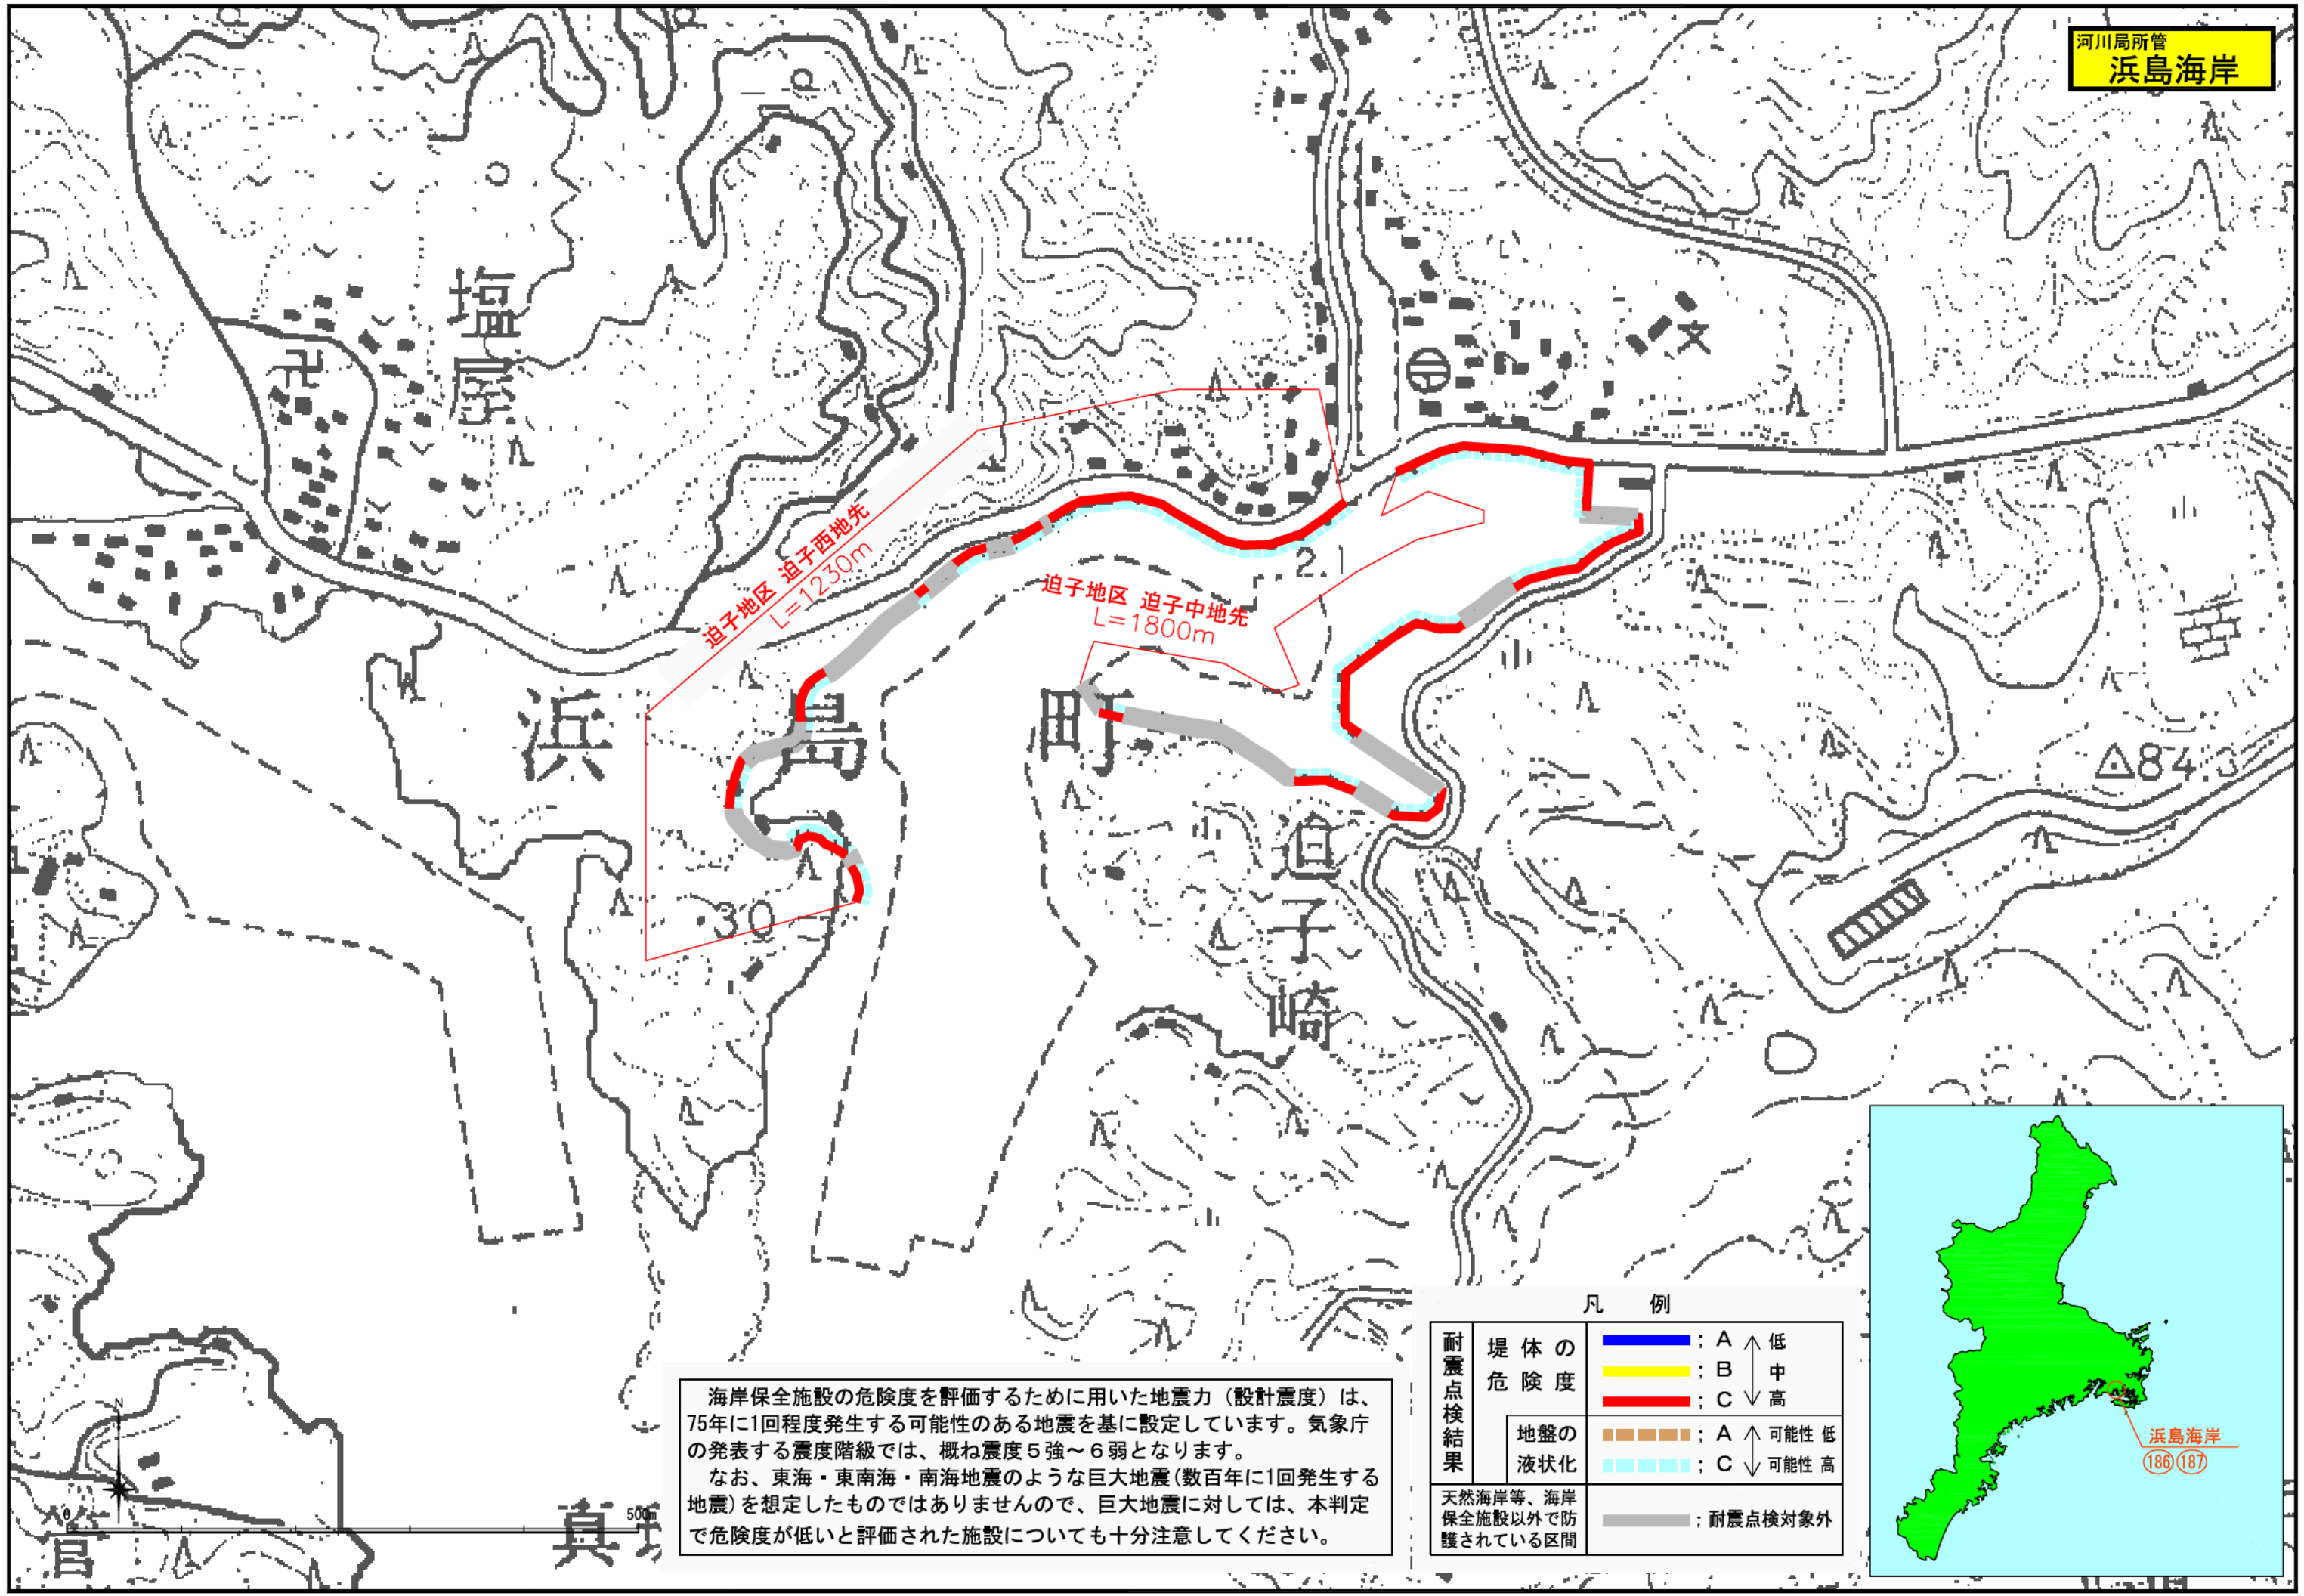 河川局所管
浜島海岸
4
塩屋
卍
文
迫子地区 迫子西地先
L=1230m
2.1
迫子地区 迫子中地先
L=1800m
浜島町
84.3
30
迫子崎
N
0
500m
管
真
海岸保全施設の危険度を評価するために用いた地震力（設計震度）は、
75年に1回程度発生する可能性のある地震を基に設定しています。気象庁
の発表する震度階級では、概ね震度５強～６弱となります。
なお、東海・東南海・南海地震のような巨大地震(数百年に1回発生する
地震)を想定したものではありませんので、巨大地震に対しては、本判定
で危険度が低いと評価された施設についても十分注意してください。
凡 例
耐震点検結果
堤体の
危険度
；A 低
；B 中
；C 高
地盤の
液状化
；A 可能性 低
；C 可能性 高
天然海岸等、海岸
保全施設以外で防
護されている区間
；耐震点検対象外
浜島海岸
186 187